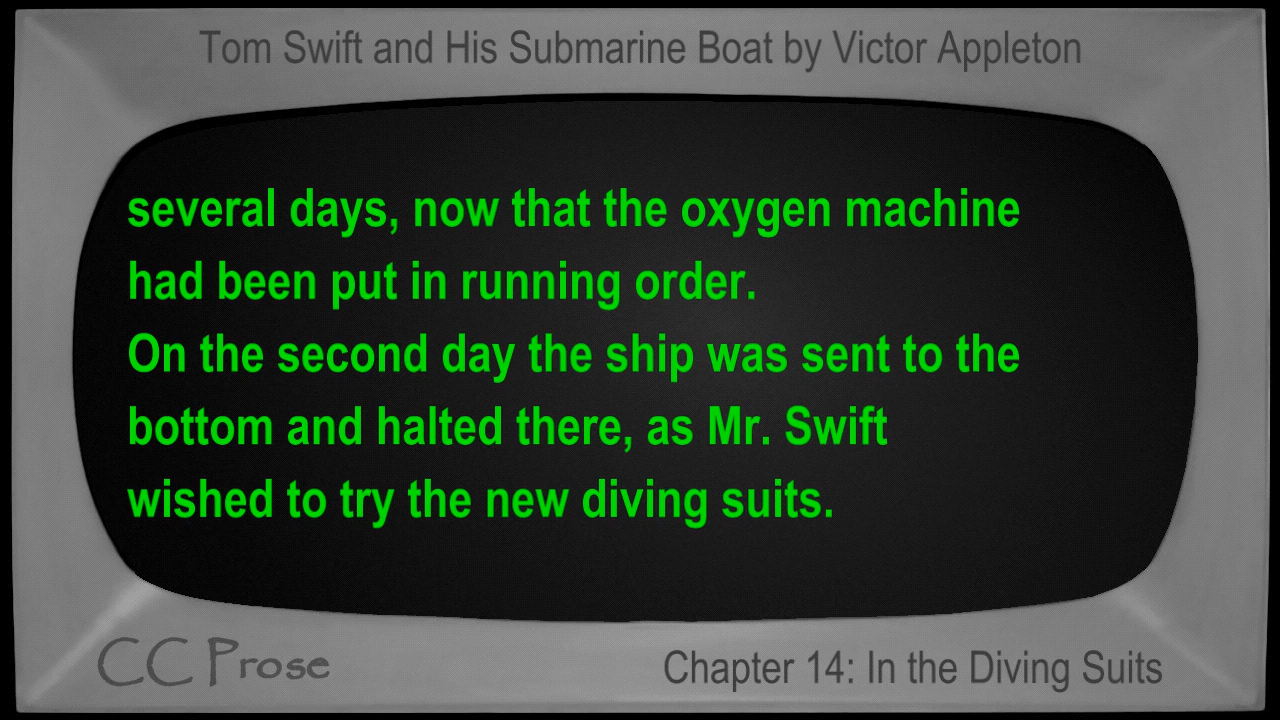 Tom Swift and His Submarine Boat by Victor Appleton
several days, now that the oxygen machine
had been put in running order.
On the second day the ship was sent to the
bottom and halted there, as Mr. Swift
wished to try the new diving suits.
CC Prose
Chapter 14: In the Diving Suits